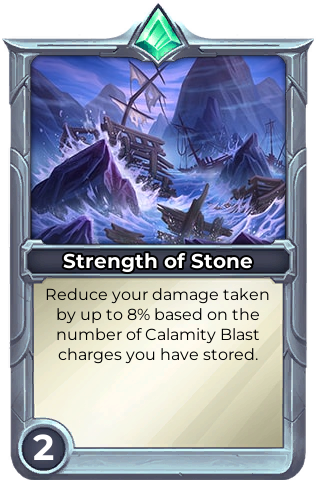 Strength of Stone
Reduce your damage taken
by up to 8% based on the
number of Calamity Blast
charges you have stored.
2